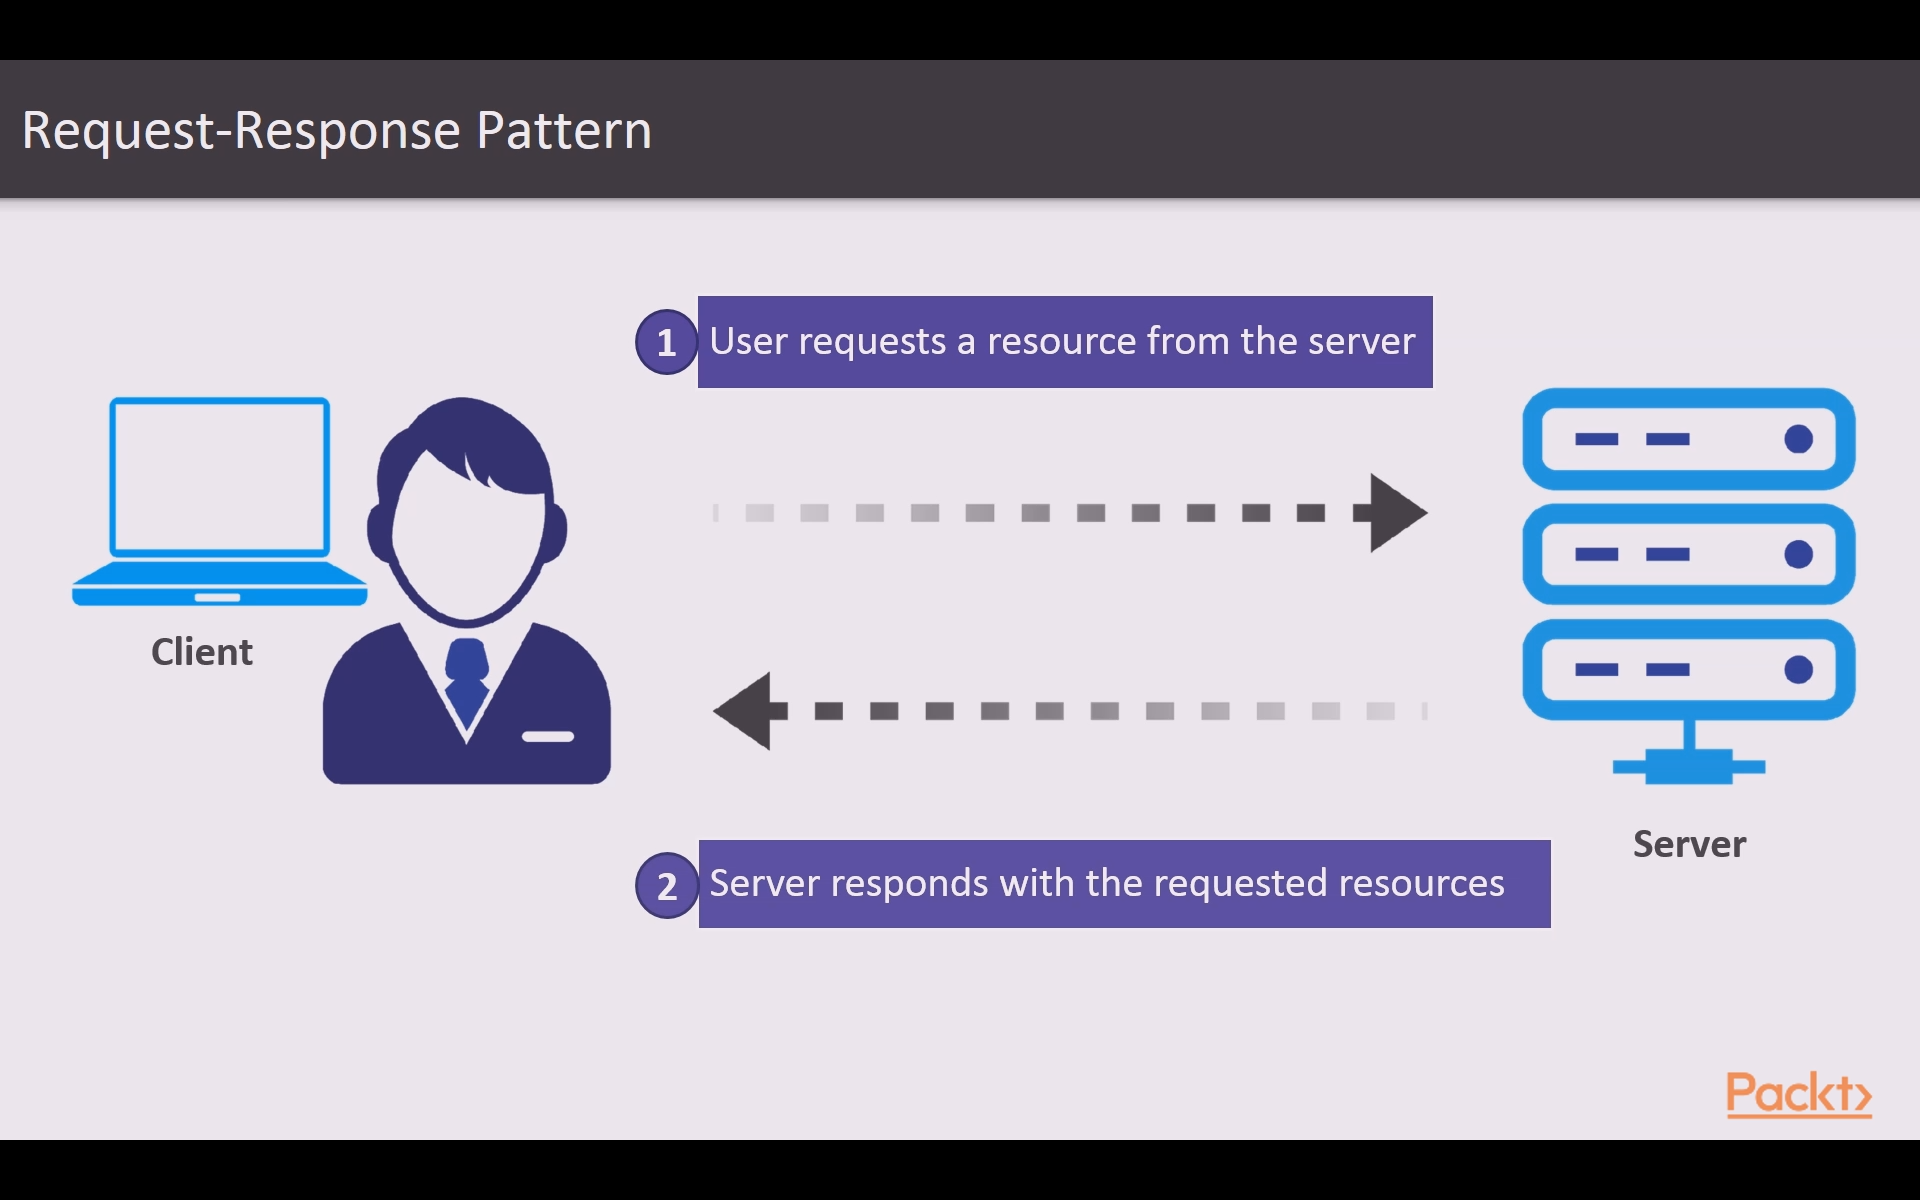 Request-Response Pattern
1 User requests a resource from the server
Client
Server
2 Server responds with the requested resources
Packt>